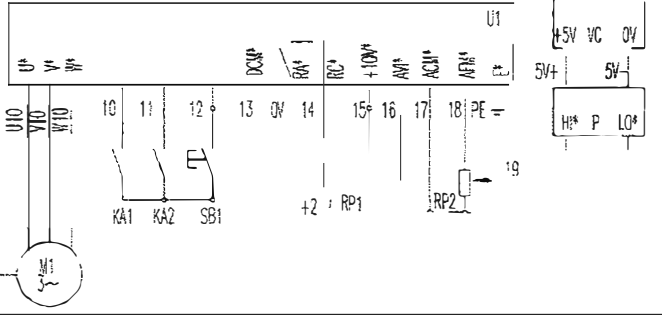 U1
+5V VC 0V
U* V* W* DCM* RA* RC* +10V* AVI* ACM* AFM* E*
5V+ 5V-
U10 V10 W10 10 11 12 13 0V 14 15 16 17 18 PE
HI* P LO*
19
KA1 KA2 SB1 +2 RP1 RP2
M1
3~